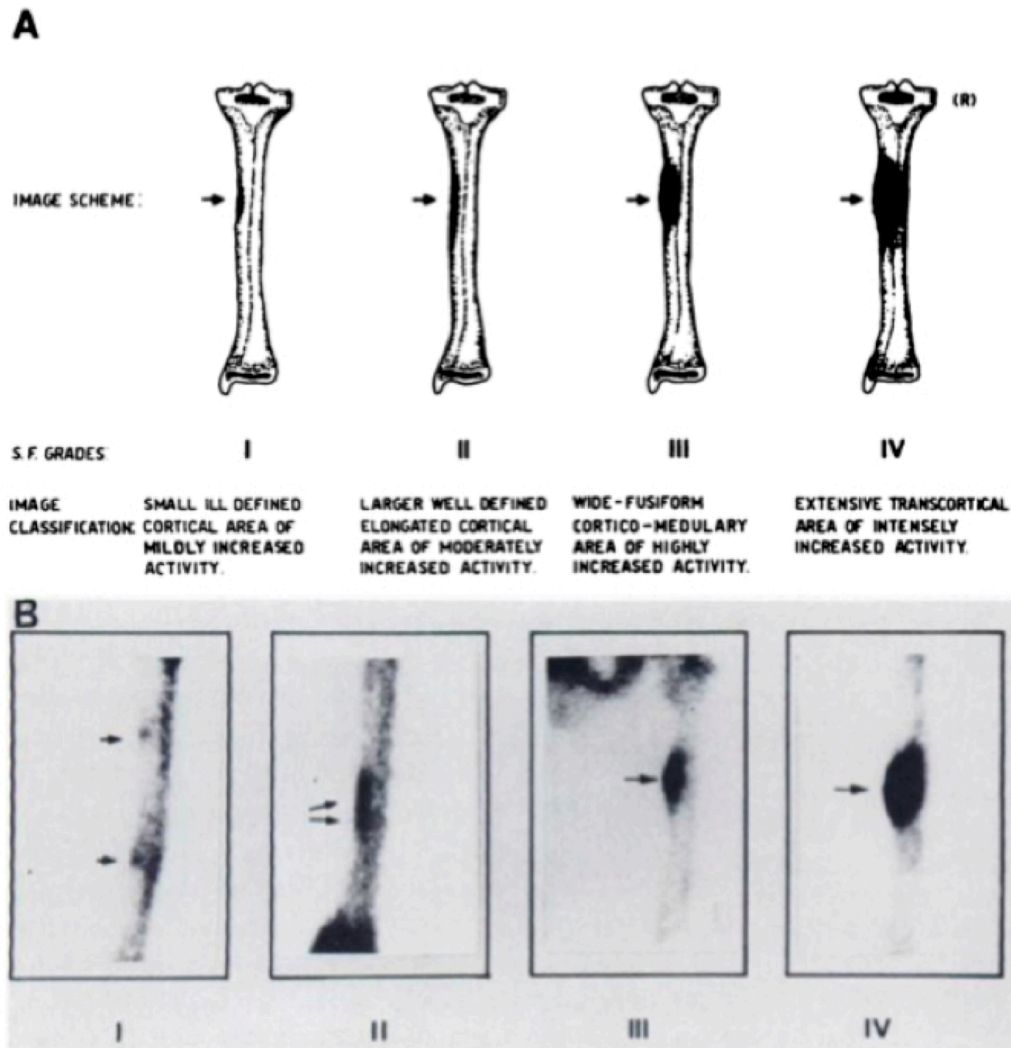 A
(R)
IMAGE SCHEME:
S.F. GRADES:
I
II
III
IV
IMAGE
CLASSIFICATION:
SMALL ILL DEFINED
CORTICAL AREA OF
MILDLY INCREASED
ACTIVITY.
LARGER WELL DEFINED
ELONGATED CORTICAL
AREA OF MODERATELY
INCREASED ACTIVITY.
WIDE-FUSIFORM
CORTICO-MEDULARY
AREA OF HIGHLY
INCREASED ACTIVITY.
EXTENSIVE TRANSCORTICAL
AREA OF INTENSELY
INCREASED ACTIVITY.
B
I
II
III
IV